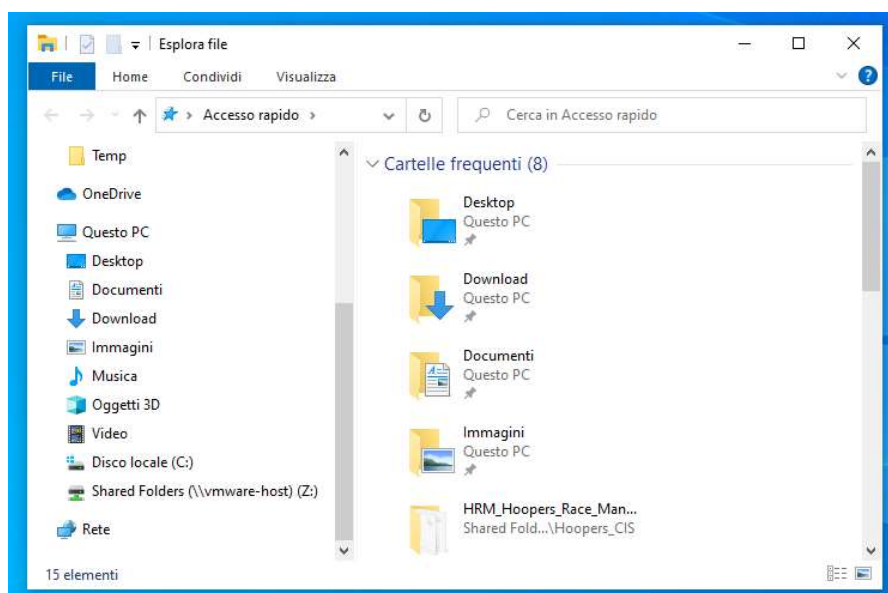 Esplora file
File Home Condividi Visualizza
Accesso rapido
Cerca in Accesso rapido
Temp
OneDrive
Questo PC
Desktop
Documenti
Download
Immagini
Musica
Oggetti 3D
Video
Disco locale (C:)
Shared Folders (\\vmware-host) (Z:)
Rete
Cartelle frequenti (8)
Desktop
Questo PC
Download
Questo PC
Documenti
Questo PC
Immagini
Questo PC
HRM_Hoopers_Race_Man...
Shared Fold...\Hoopers_CIS
15 elementi